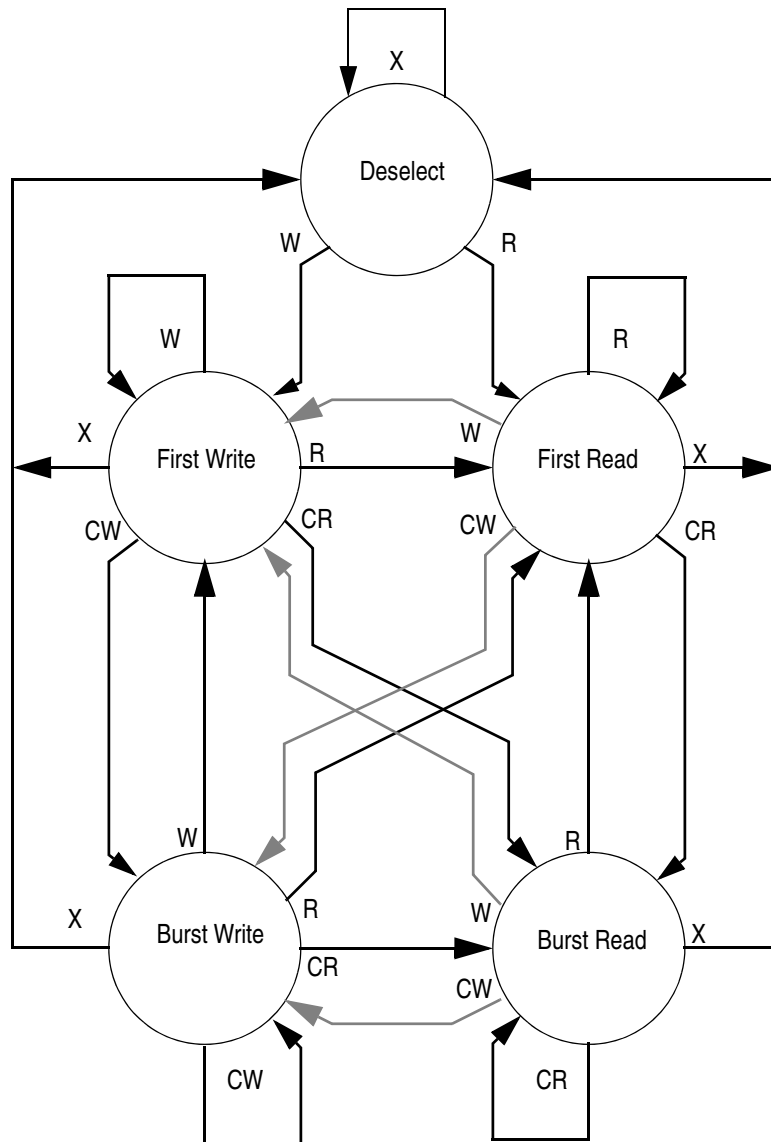 X
Deselect
W
R
W
R
X
W
First Write
First Read
R
X
CW
CR
CW
CR
W
R
X
R
W
Burst Write
Burst Read
X
CR
CW
CW
CR